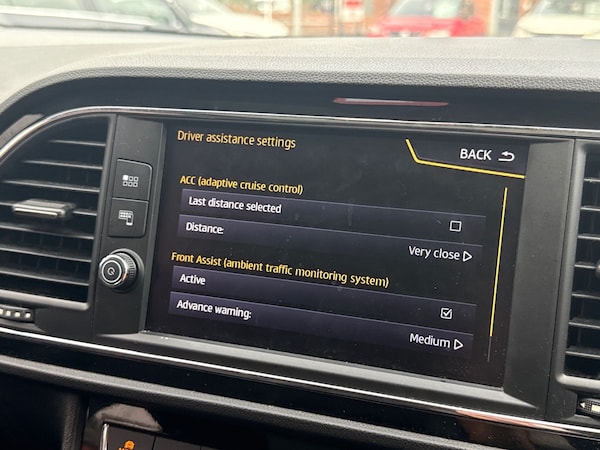 Driver assistance settings
BACK
ACC (adaptive cruise control)
Last distance selected
Distance:
Very close
Front Assist (ambient traffic monitoring system)
Active
Advance warning:
Medium